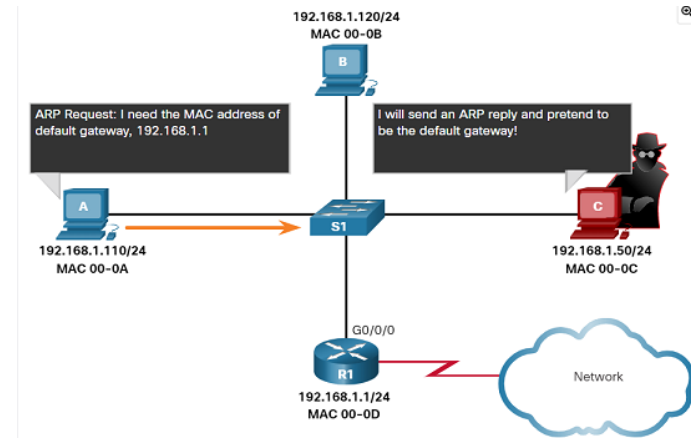 192.168.1.120/24
MAC 00-0B
B
ARP Request: I need the MAC address of
default gateway, 192.168.1.1
I will send an ARP reply and pretend to
be the default gateway!
A
S1
C
192.168.1.110/24
MAC 00-0A
192.168.1.50/24
MAC 00-0C
G0/0/0
R1
Network
192.168.1.1/24
MAC 00-0D